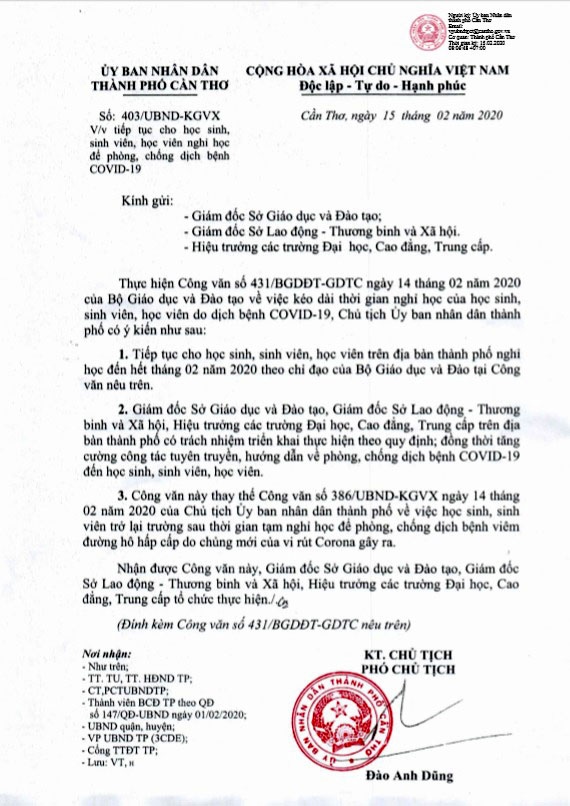 Người ký: Ủy ban Nhân dân
thành phố Cần Thơ
Email:
vpubndtpct@cantho.gov.vn
Cơ quan: Thành phố Cần Thơ
Thời gian ký: 15.02.2020
ỦY BAN NHÂN DÂN
THÀNH PHỐ CẦN THƠ
CỘNG HÒA XÃ HỘI CHỦ NGHĨA VIỆT NAM
Độc lập - Tự do - Hạnh phúc
Số: 403/UBND-KGVX
V/v tiếp tục cho học sinh,
sinh viên, học viên nghỉ học
để phòng, chống dịch bệnh
COVID-19
Cần Thơ, ngày 15 tháng 02 năm 2020
Kính gửi:
- Giám đốc Sở Giáo dục và Đào tạo;
- Giám đốc Sở Lao động - Thương binh và Xã hội.
- Hiệu trưởng các trường Đại học, Cao đẳng, Trung cấp.
Thực hiện Công văn số 431/BGDĐT-GDTC ngày 14 tháng 02 năm 2020
của Bộ Giáo dục và Đào tạo về việc kéo dài thời gian nghỉ học của học sinh,
sinh viên, học viên do dịch bệnh COVID-19, Chủ tịch Ủy ban nhân dân thành
phố có ý kiến như sau:
1. Tiếp tục cho học sinh, sinh viên, học viên trên địa bàn thành phố nghỉ
học đến hết tháng 02 năm 2020 theo chỉ đạo của Bộ Giáo dục và Đào tạo tại Công
văn nêu trên.
2. Giám đốc Sở Giáo dục và Đào tạo, Giám đốc Sở Lao động - Thương
binh và Xã hội, Hiệu trưởng các trường Đại học, Cao đẳng, Trung cấp trên địa
bàn thành phố có trách nhiệm triển khai thực hiện theo quy định; đồng thời tăng
cường công tác tuyên truyền, hướng dẫn về phòng, chống dịch bệnh COVID-19
đến học sinh, sinh viên, học viên.
3. Công văn này thay thế Công văn số 386/UBND-KGVX ngày 14 tháng
02 năm 2020 của Chủ tịch Ủy ban nhân dân thành phố về việc học sinh, sinh
viên trở lại trường sau thời gian tạm nghỉ học để phòng, chống dịch bệnh viêm
đường hô hấp cấp do chủng mới của vi rút Corona gây ra.
Nhận được Công văn này, Giám đốc Sở Giáo dục và Đào tạo, Giám đốc
Sở Lao động - Thương binh và Xã hội, Hiệu trưởng các trường Đại học, Cao
đẳng, Trung cấp tổ chức thực hiện./.
(Đính kèm Công văn số 431/BGDĐT-GDTC nêu trên)
Nơi nhận:
- Như trên;
- TT. TU, TT. HĐND TP;
- CT,PCTUBNDTP;
- Thành viên BCĐ TP theo QĐ
số 147/QĐ-UBND ngày 01/02/2020;
- UBND quận, huyện;
- VP UBND TP (3CDE);
- Cổng TTĐT TP;
- Lưu: VT,
KT. CHỦ TỊCH
PHÓ CHỦ TỊCH
ỦY BAN NHÂN DÂN THÀNH PHỐ CẦN THƠ
Đào Anh Dũng